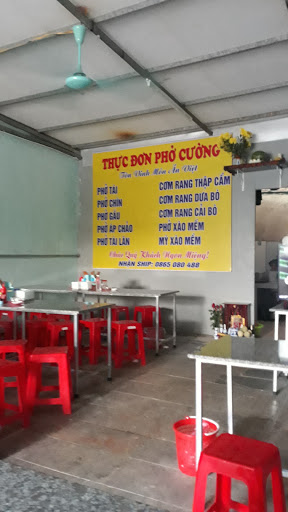 THỰC ĐƠN PHỞ CƯỜNG
Tôn Vinh Món Ăn Việt
PHỞ TÁI
CƠM RANG THẬP CẨM
PHỞ CHÍN
CƠM RANG DƯA BÒ
PHỞ GẦU
CƠM RANG CẢI BÒ
PHỞ ÁP CHẢO
PHỞ XÀO MỀM
PHỞ TÁI LĂN
MỲ XÀO MỀM
Chúc Quý Khách Ngon Miệng!
NHẬN SHIP: 0865 080 488